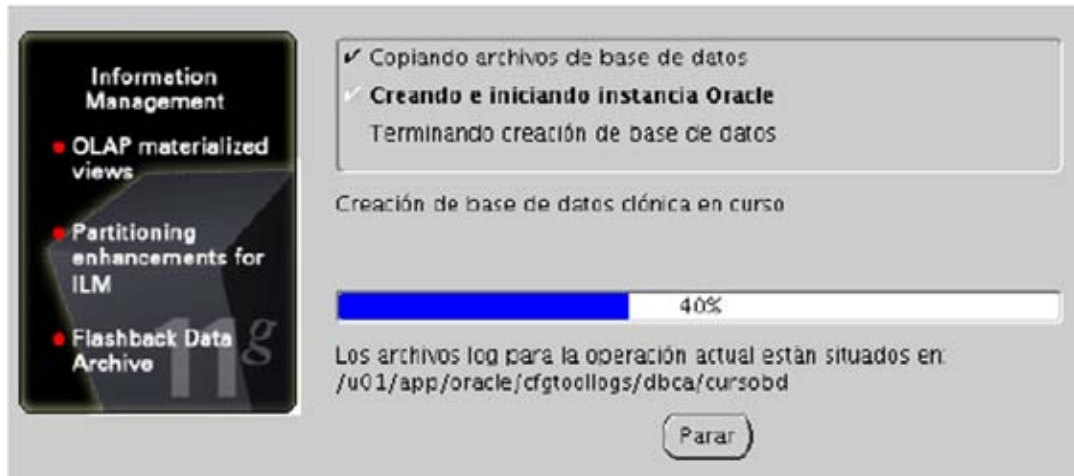 Information
Management
OLAP materialized
views
Partitioning
enhancements for
ILM
Flashback Data
Archive
11g
Copiando archivos de base de datos
Creando e iniciando instancia Oracle
Terminando creación de base de datos
Creación de base de datos clónica en curso
40%
Los archivos log para la operación actual están situados en:
/u01/app/oracle/cfgtoollogs/dbca/cursobd
Parar